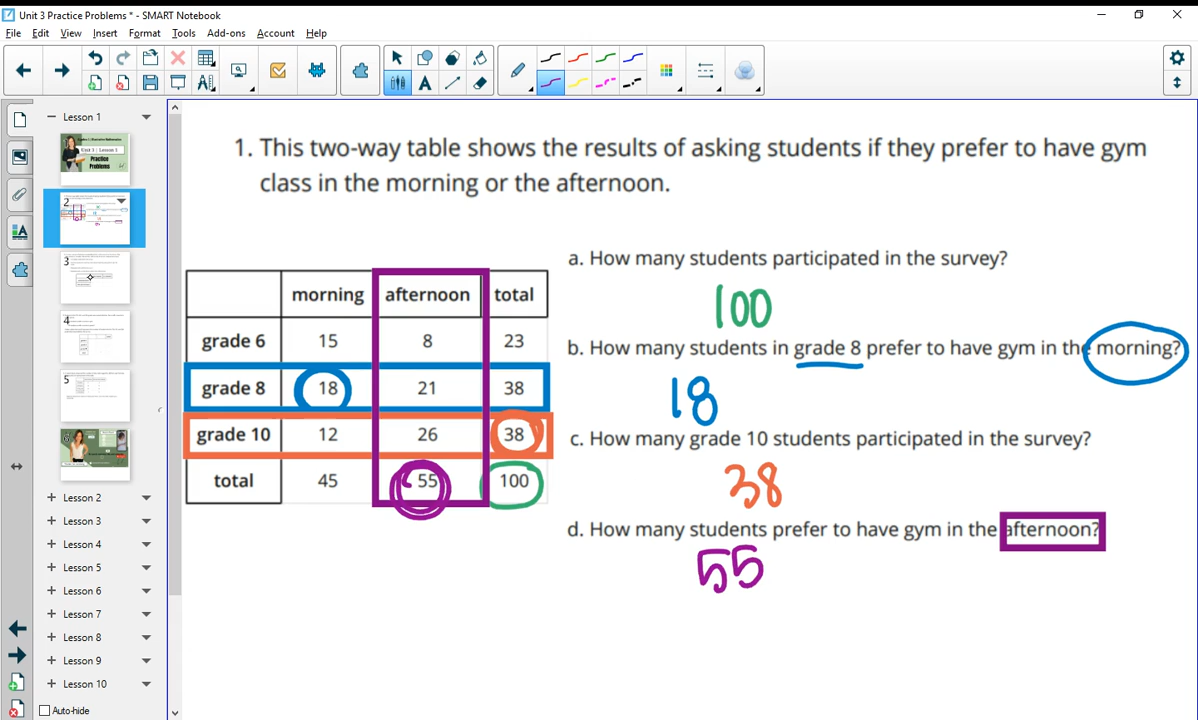 Unit 3 Practice Problems * - SMART Notebook
File Edit View Insert Format Tools Add-ons Account Help
Lesson 1
2
3
4
5
6
Lesson 2
Lesson 3
Lesson 4
Lesson 5
Lesson 6
Lesson 7
Lesson 8
Lesson 9
Lesson 10
Auto-hide
1. This two-way table shows the results of asking students if they prefer to have gym
class in the morning or the afternoon.
morning afternoon total
grade 6 15 8 23
grade 8 18 21 38
grade 10 12 26 38
total 45 55 100
a. How many students participated in the survey?
100
b. How many students in grade 8 prefer to have gym in the morning?
18
c. How many grade 10 students participated in the survey?
38
d. How many students prefer to have gym in the afternoon?
55